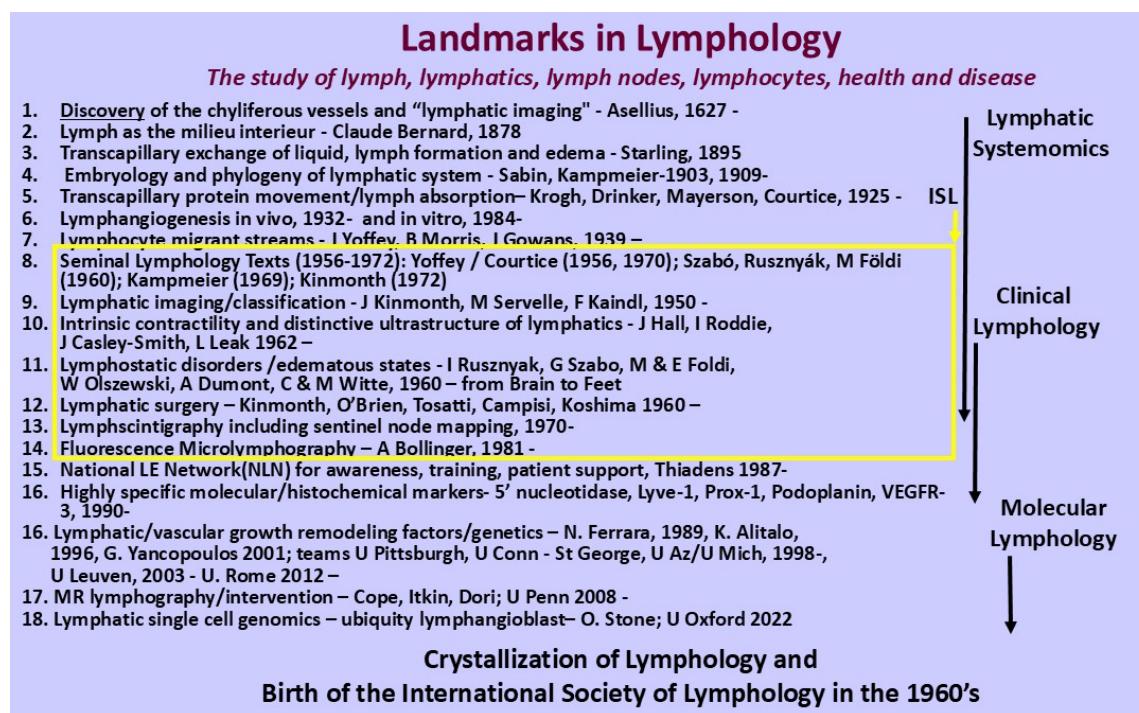 Landmarks in Lymphology
The study of lymph, lymphatics, lymph nodes, lymphocytes, health and disease
1. Discovery of the chyliferous vessels and “lymphatic imaging" - Asellius, 1627 -
2. Lymph as the milieu interieur - Claude Bernard, 1878
3. Transcapillary exchange of liquid, lymph formation and edema - Starling, 1895
4. Embryology and phylogeny of lymphatic system - Sabin, Kampmeier-1903, 1909-
5. Transcapillary protein movement/lymph absorption– Krogh, Drinker, Mayerson, Courtice, 1925 -
6. Lymphangiogenesis in vivo, 1932- and in vitro, 1984-
7. Lymphocyte migrant streams - J Yoffey, B Morris, J Gowans, 1939 –
8. Seminal Lymphology Texts (1956-1972): Yoffey / Courtice (1956, 1970); Szabó, Rusznyák, M Földi
(1960); Kampmeier (1969); Kinmonth (1972)
9. Lymphatic imaging/classification - J Kinmonth, M Servelle, F Kaindl, 1950 -
10. Intrinsic contractility and distinctive ultrastructure of lymphatics - J Hall, I Roddie,
J Casley-Smith, L Leak 1962 –
11. Lymphostatic disorders /edematous states - I Rusznyak, G Szabo, M & E Foldi,
W Olszewski, A Dumont, C & M Witte, 1960 – from Brain to Feet
12. Lymphatic surgery – Kinmonth, O’Brien, Tosatti, Campisi, Koshima 1960 –
13. Lymphscintigraphy including sentinel node mapping, 1970-
14. Fluorescence Microlymphography – A Bollinger, 1981 -
15. National LE Network(NLN) for awareness, training, patient support, Thiadens 1987-
16. Highly specific molecular/histochemical markers- 5’ nucleotidase, Lyve-1, Prox-1, Podoplanin, VEGFR-
3, 1990-
16. Lymphatic/vascular growth remodeling factors/genetics – N. Ferrara, 1989, K. Alitalo,
1996, G. Yancopoulos 2001; teams U Pittsburgh, U Conn - St George, U Az/U Mich, 1998-,
U Leuven, 2003 - U. Rome 2012 –
17. MR lymphography/intervention – Cope, Itkin, Dori; U Penn 2008 -
18. Lymphatic single cell genomics – ubiquity lymphangioblast– O. Stone; U Oxford 2022
Lymphatic
Systemomics
ISL
Clinical
Lymphology
Molecular
Lymphology
Crystallization of Lymphology and
Birth of the International Society of Lymphology in the 1960’s